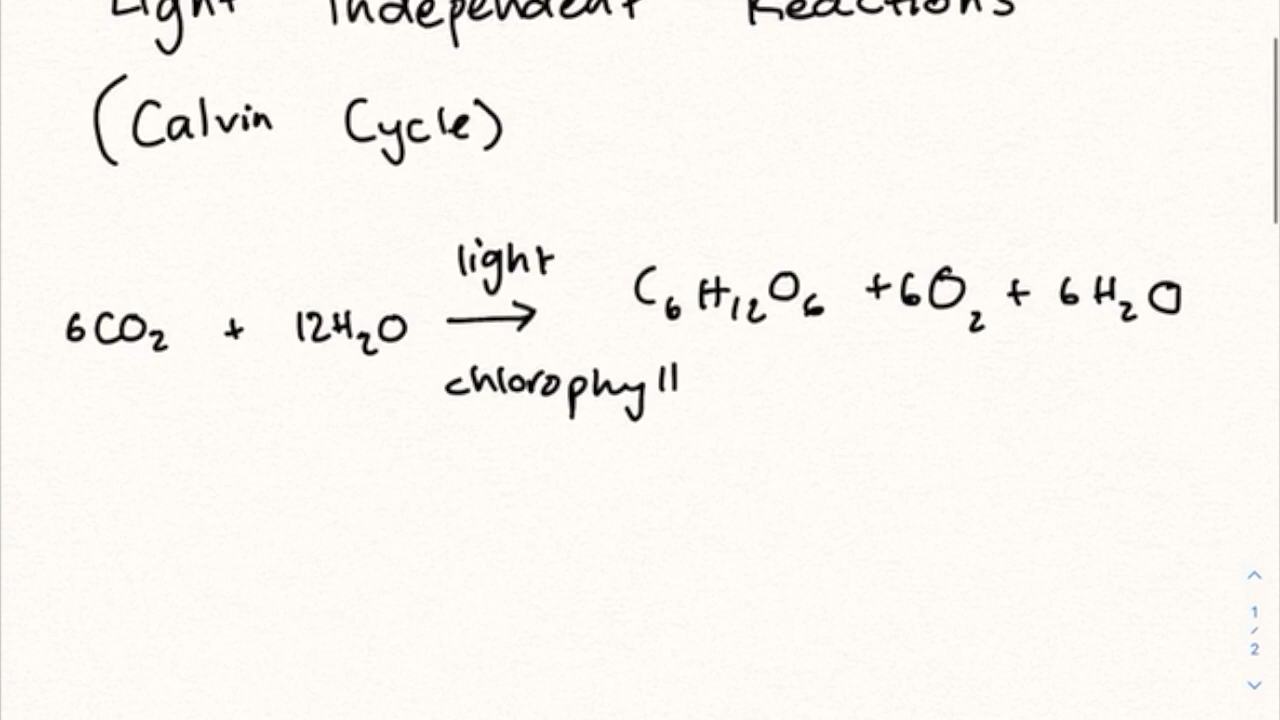 Light Independent Reactions
(Calvin Cycle)
light
6CO₂ + 12H₂O → C₆H₁₂O₆ + 6O₂ + 6H₂O
chlorophyll
1
/
2